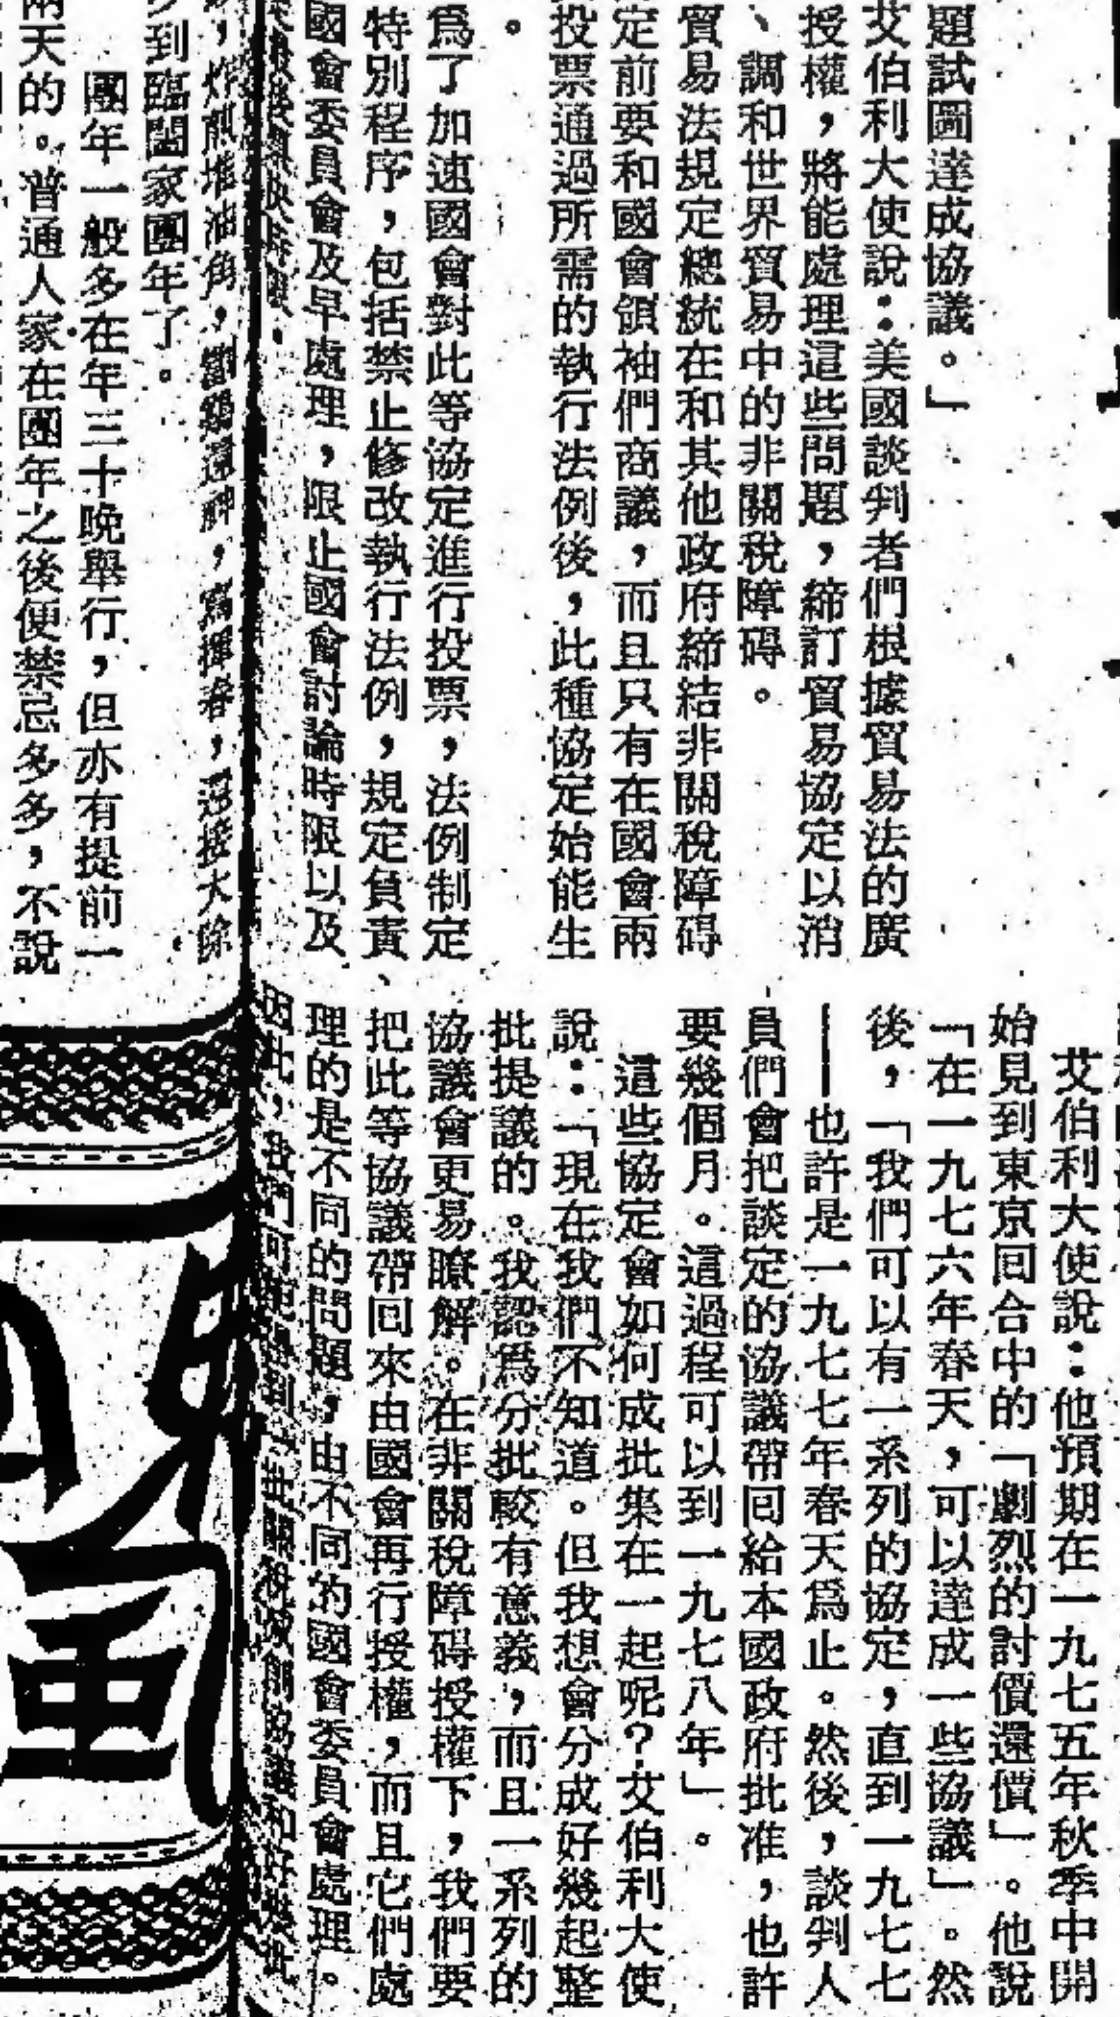 題試圖達成協議。」
艾伯利大使說：美國談判者們根據貿易法的廣
授權，將能處理這些問題，締訂貿易協定以消
、調和世界貿易中的非關稅障碍。
貿易法規定總統在和其他政府締結非關稅障碍
定前要和國會領袖們商議，而且只有在國會兩
投票通過所需的執行法例後，此種協定始能生
。
爲了加速國會對此等協定進行投票，法例制定
特別程序，包括禁止修改執行法例，規定負責、
國會委員會及早處理，限止國會討論時限以及
艾伯利大使說：他預期在一九七五年秋季中開
始見到東京回合中的「劇烈的討價還價」。他說
「在一九七六年春天，可以達成一些協議」。然
後，「我們可以有一系列的協定，直到一九七七
——也許是一九七七年春天爲止。然後，談判人
員們會把談定的協議帶回給本國政府批准，也許
要幾個月。這過程可以到一九七八年」。
這些協定會如何成批集在一起呢？艾伯利大使
說：「現在我們不知道。但我想會分成好幾起整
批提議的。我認爲分批較有意義，而且一系列的
協議會更易瞭解。在非關稅障碍授權下，我們要
把此等協議帶回來由國會再行授權，而且它們處
理的是不同的問題，由不同的國會委員會處理。
因此，我們可能
炸煎堆油角，
大除
到臨閤家團年了。
團年一般多在年三十晚舉行，但亦有提前一
兩天的。普通人家在團年之後便禁忌多多，不說
画